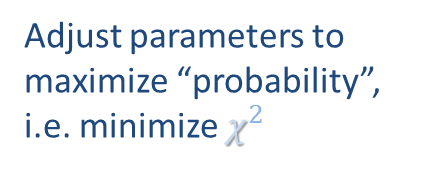 Adjust parameters to
maximize “probability”,
i.e. minimize χ²